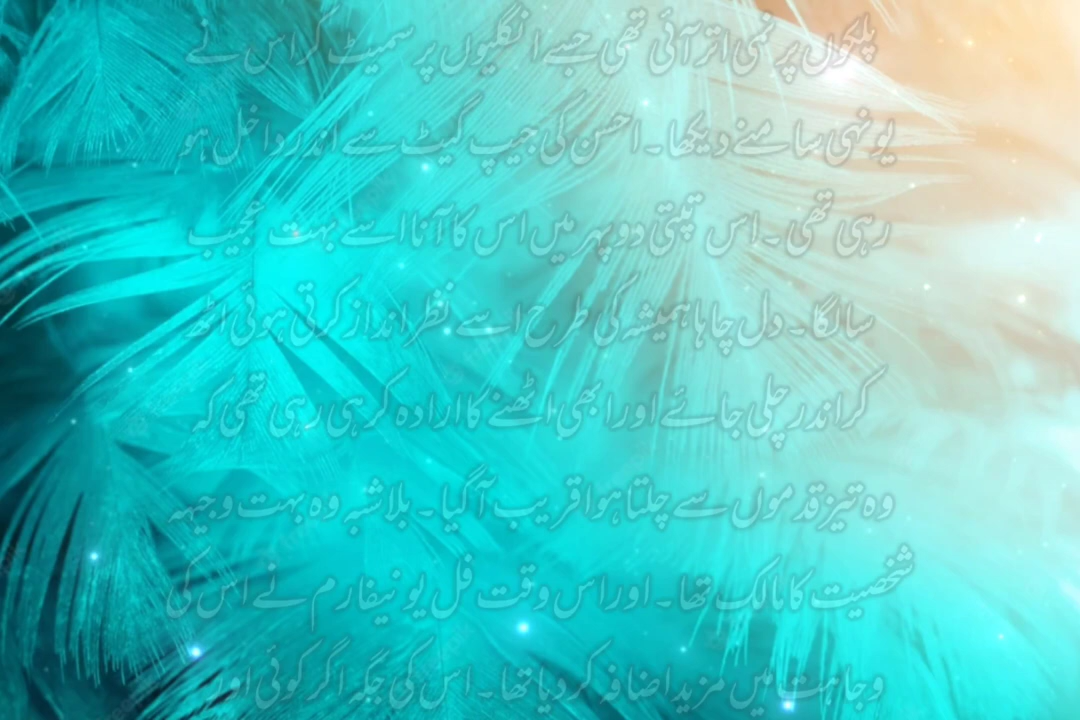 پلکوں پر نمی اتر آئی تھی جسے انگلیوں پر سمیٹ کر اس نے
یونہی سامنے دیکھا۔ احسن کی جیپ گیٹ سے اندر داخل ہو
رہی تھی۔ اس تپتی دوپہر میں اس کا آنا اسے بہت عجیب
سا لگا۔ دل چاہا ہمیشہ کی طرح اسے نظر انداز کرتی ہوئی اٹھ
کر اندر چلی جائے اور ابھی اٹھنے کا ارادہ کر ہی رہی تھی کہ
وہ تیز قدموں سے چلتا ہوا قریب آ گیا۔ بلاشبہ وہ بہت وجیہہ
شخصیت کا مالک تھا۔ اور اس وقت فل یونیفارم نے اس کی
وجاہت میں مزید اضافہ کر دیا تھا۔ اس کی جگہ اگر کوئی اور